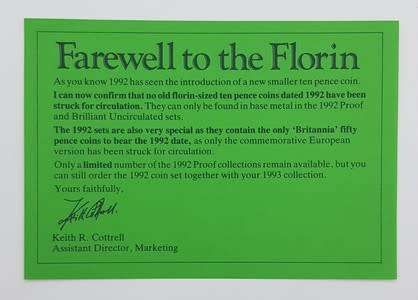 Farewell to the Florin
As you know 1992 has seen the introduction of a new smaller ten pence coin.
I can now confirm that no old florin-sized ten pence coins dated 1992 have been
struck for circulation. They can only be found in base metal in the 1992 Proof
and Brilliant Uncirculated sets.
The 1992 sets are also very special as they contain the only 'Britannia' fifty
pence coins to bear the 1992 date, as only the commemorative European
version has been struck for circulation.
Only a limited number of the 1992 Proof collections remain available, but you
can still order the 1992 coin set together with your 1993 collection.
Yours faithfully,
K. R. Cottrell.
Keith R. Cottrell
Assistant Director, Marketing